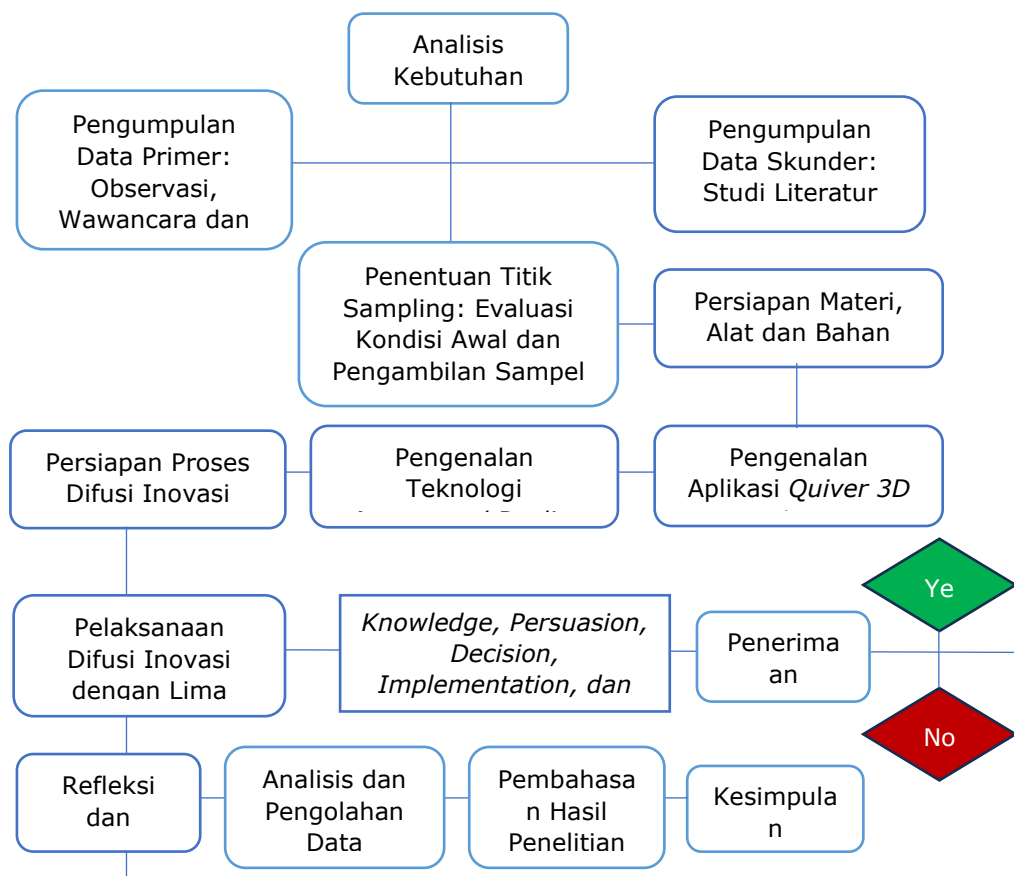 Analisis
Kebutuhan
Pengumpulan
Data Primer:
Observasi,
Wawancara dan
Pengumpulan
Data Skunder:
Studi Literatur
Penentuan Titik
Sampling: Evaluasi
Kondisi Awal dan
Pengambilan Sampel
Persiapan Materi,
Alat dan Bahan
Pengenalan
Aplikasi Quiver 3D
Pengenalan
Teknologi
Persiapan Proses
Difusi Inovasi
Pelaksanaan
Difusi Inovasi
dengan Lima
Knowledge, Persuasion,
Decision,
Implementation, dan
Penerima
an
Ye
No
Refleksi
dan
Analisis dan
Pengolahan
Data
Pembahasa
n Hasil
Penelitian
Kesimpula
n